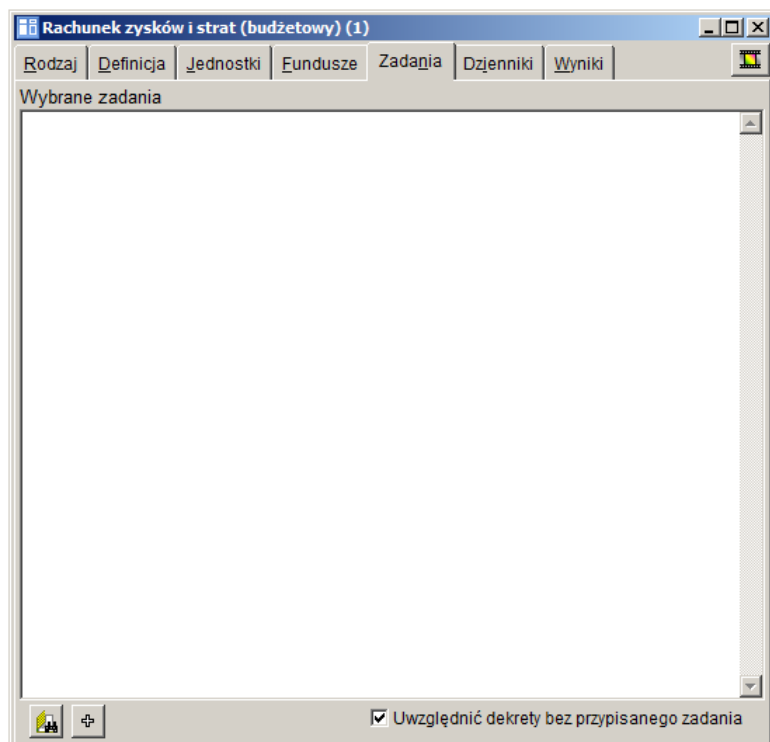 Rachunek zysków i strat (budżetowy) (1)
Rodzaj Definicja Jednostki Fundusze Zadania Dzienniki Wyniki
Wybrane zadania
Uwzględnić dekrety bez przypisanego zadania